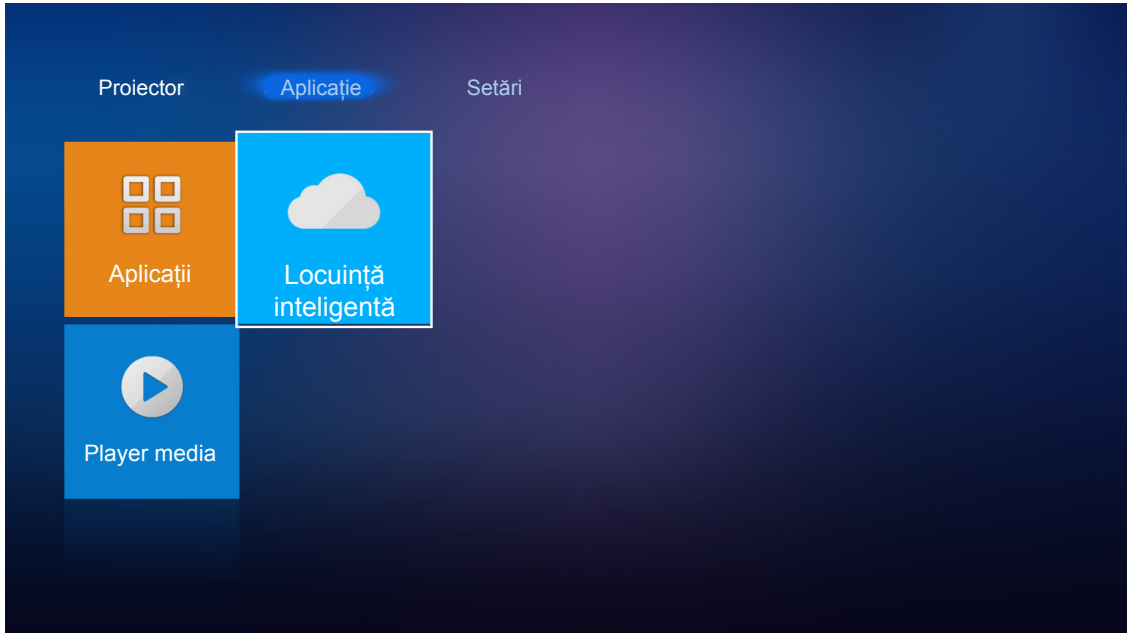 Proiector
Aplicație
Setări
Aplicații
Locuință
inteligentă
Player media